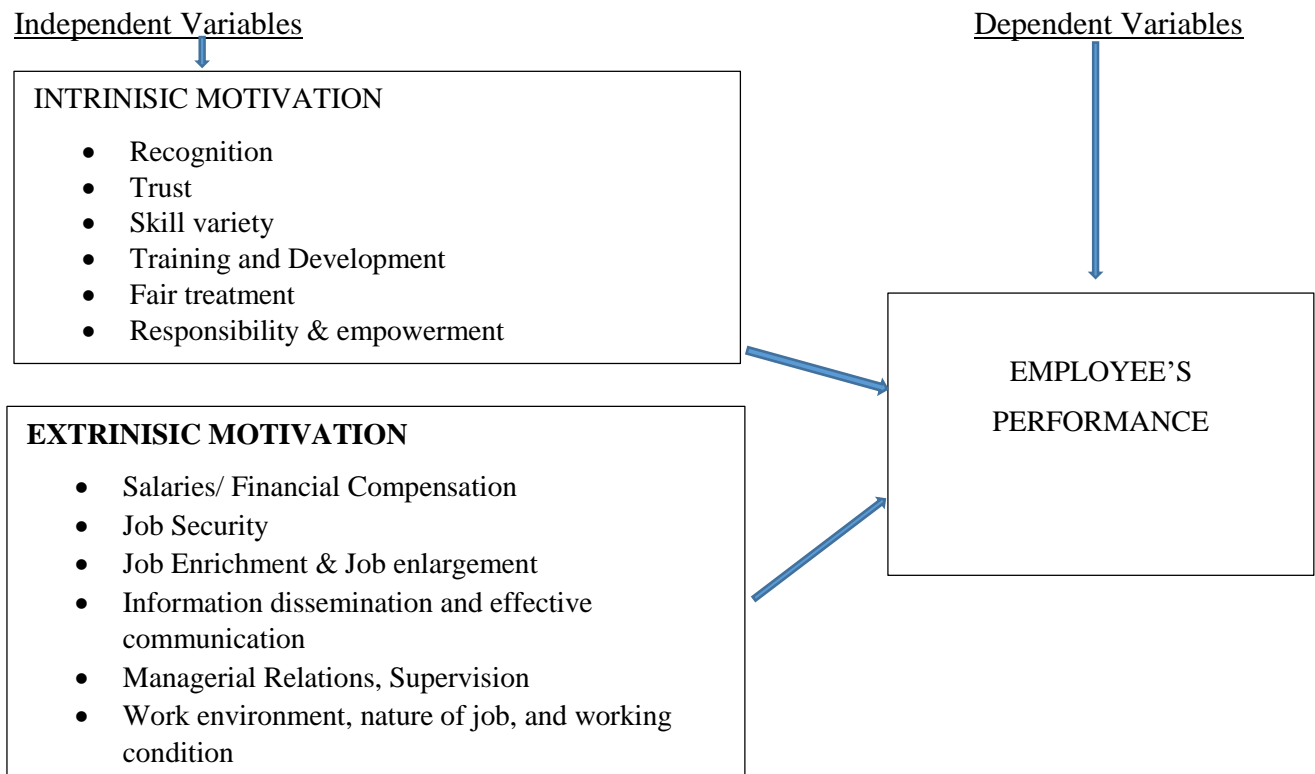 Independent Variables
Dependent Variables
INTRINISIC MOTIVATION
• Recognition
• Trust
• Skill variety
• Training and Development
• Fair treatment
• Responsibility & empowerment
EMPLOYEE’S
PERFORMANCE
EXTRINISIC MOTIVATION
• Salaries/ Financial Compensation
• Job Security
• Job Enrichment & Job enlargement
• Information dissemination and effective
communication
• Managerial Relations, Supervision
• Work environment, nature of job, and working
condition